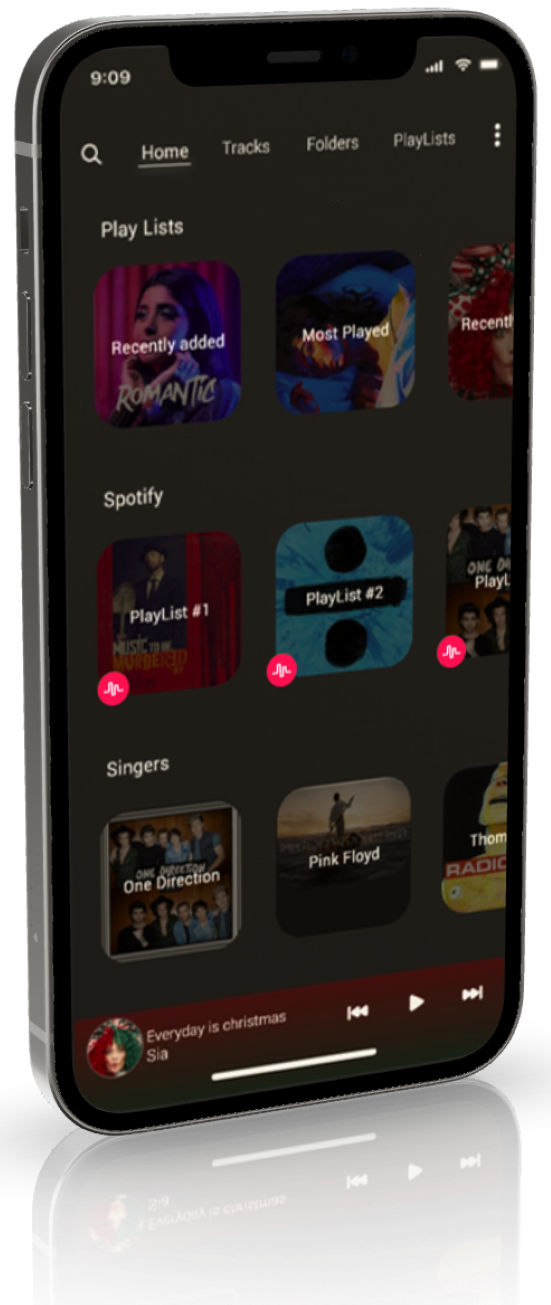 9:09
Home Tracks Folders PlayLists
Play Lists
Recently added
ROMANTIC
Most Played
Recentl
Spotify
PlayList #1
MUSIC TO BE
MURDERED BY
PlayList #2
ONE DI
PlayL
Singers
ONE DIRECTION
One Direction
Pink Floyd
Thom
RADIO
Everyday is christmas
Sia